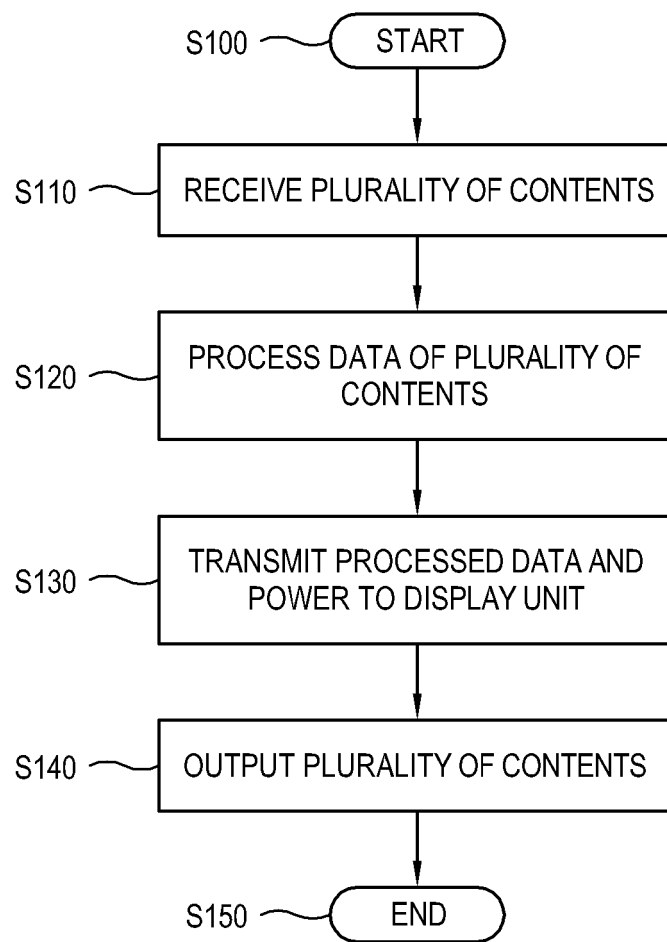 S100
START
S110
RECEIVE PLURALITY OF CONTENTS
S120
PROCESS DATA OF PLURALITY OF
CONTENTS
S130
TRANSMIT PROCESSED DATA AND
POWER TO DISPLAY UNIT
S140
OUTPUT PLURALITY OF CONTENTS
S150
END